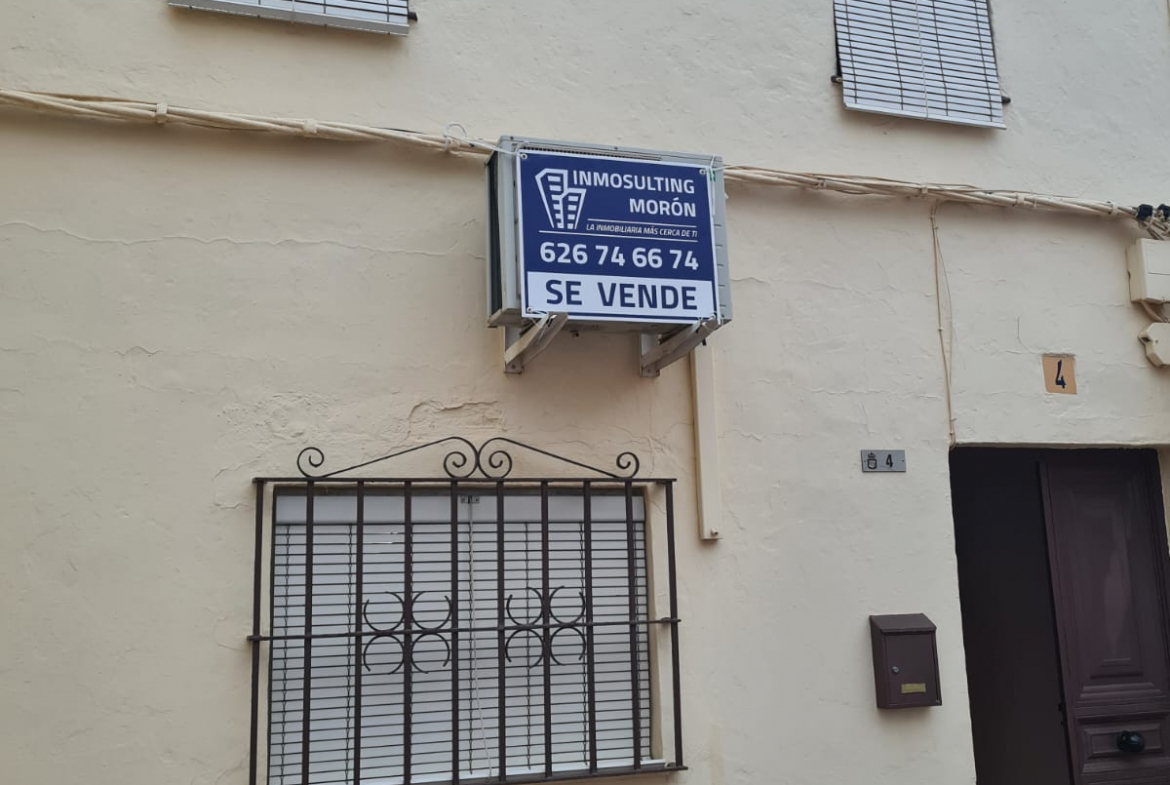 INMOSULTING
MORÓN
LA INMOBILIARIA MÁS CERCA DE TI
626 74 66 74
SE VENDE
4
4